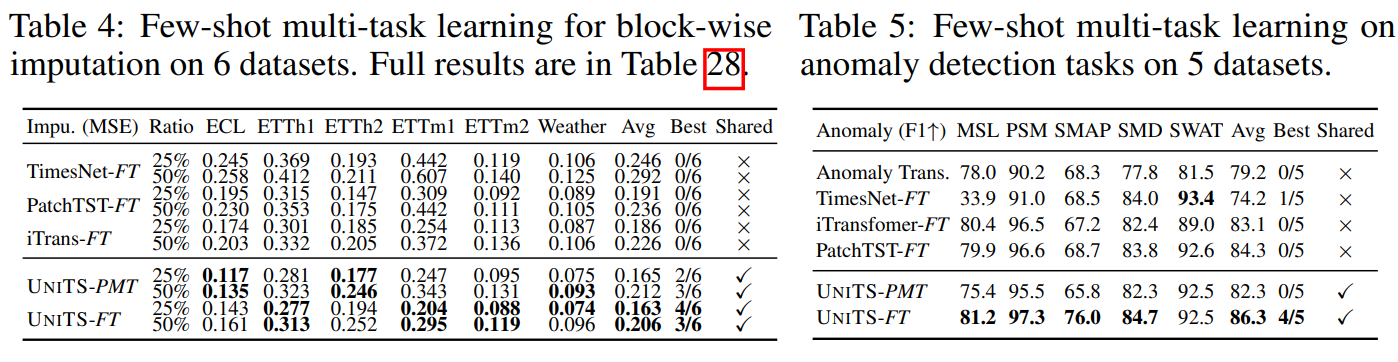 Table 4: Few-shot multi-task learning for block-wise
imputation on 6 datasets. Full results are in Table 28.
Impu. (MSE) Ratio ECL ETTh1 ETTh2 ETTm1 ETTm2 Weather Avg Best Shared
TimesNet-FT
25% 0.245 0.369 0.193 0.442 0.119 0.106 0.246 0/6 ×
50% 0.258 0.412 0.211 0.607 0.140 0.125 0.292 0/6 ×
PatchTST-FT
25% 0.195 0.315 0.147 0.309 0.092 0.089 0.191 0/6 ×
50% 0.230 0.353 0.175 0.442 0.111 0.105 0.236 0/6 ×
iTrans-FT
25% 0.174 0.301 0.185 0.254 0.113 0.087 0.186 0/6 ×
50% 0.203 0.332 0.205 0.372 0.136 0.106 0.226 0/6 ×
UNITS-PMT
25% 0.117 0.281 0.177 0.247 0.095 0.075 0.165 2/6 ✓
50% 0.135 0.323 0.246 0.343 0.131 0.093 0.212 3/6 ✓
UNITS-FT
25% 0.143 0.277 0.194 0.204 0.088 0.074 0.163 4/6 ✓
50% 0.161 0.313 0.252 0.295 0.119 0.096 0.206 3/6 ✓
Table 5: Few-shot multi-task learning on
anomaly detection tasks on 5 datasets.
Anomaly (F1↑) MSL PSM SMAP SMD SWAT Avg Best Shared
Anomaly Trans. 78.0 90.2 68.3 77.8 81.5 79.2 0/5 ×
TimesNet-FT 33.9 91.0 68.5 84.0 93.4 74.2 1/5 ×
iTransfomer-FT 80.4 96.5 67.2 82.4 89.0 83.1 0/5 ×
PatchTST-FT 79.9 96.6 68.7 83.8 92.6 84.3 0/5 ×
UNITS-PMT 75.4 95.5 65.8 82.3 92.5 82.3 0/5 ✓
UNITS-FT 81.2 97.3 76.0 84.7 92.5 86.3 4/5 ✓